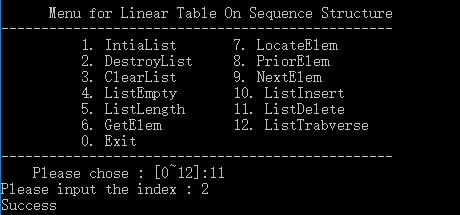 Menu for Linear Table On Sequence Structure
-------------------------------------------------
1. IntiaList 7. LocateElem
2. DestroyList 8. PriorElem
3. ClearList 9. NextElem
4. ListEmpty 10. ListInsert
5. ListLength 11. ListDelete
6. GetElem 12. ListTrabverse
0. Exit
-------------------------------------------------
Please chose : [0~12]:11
Please input the index : 2
Success